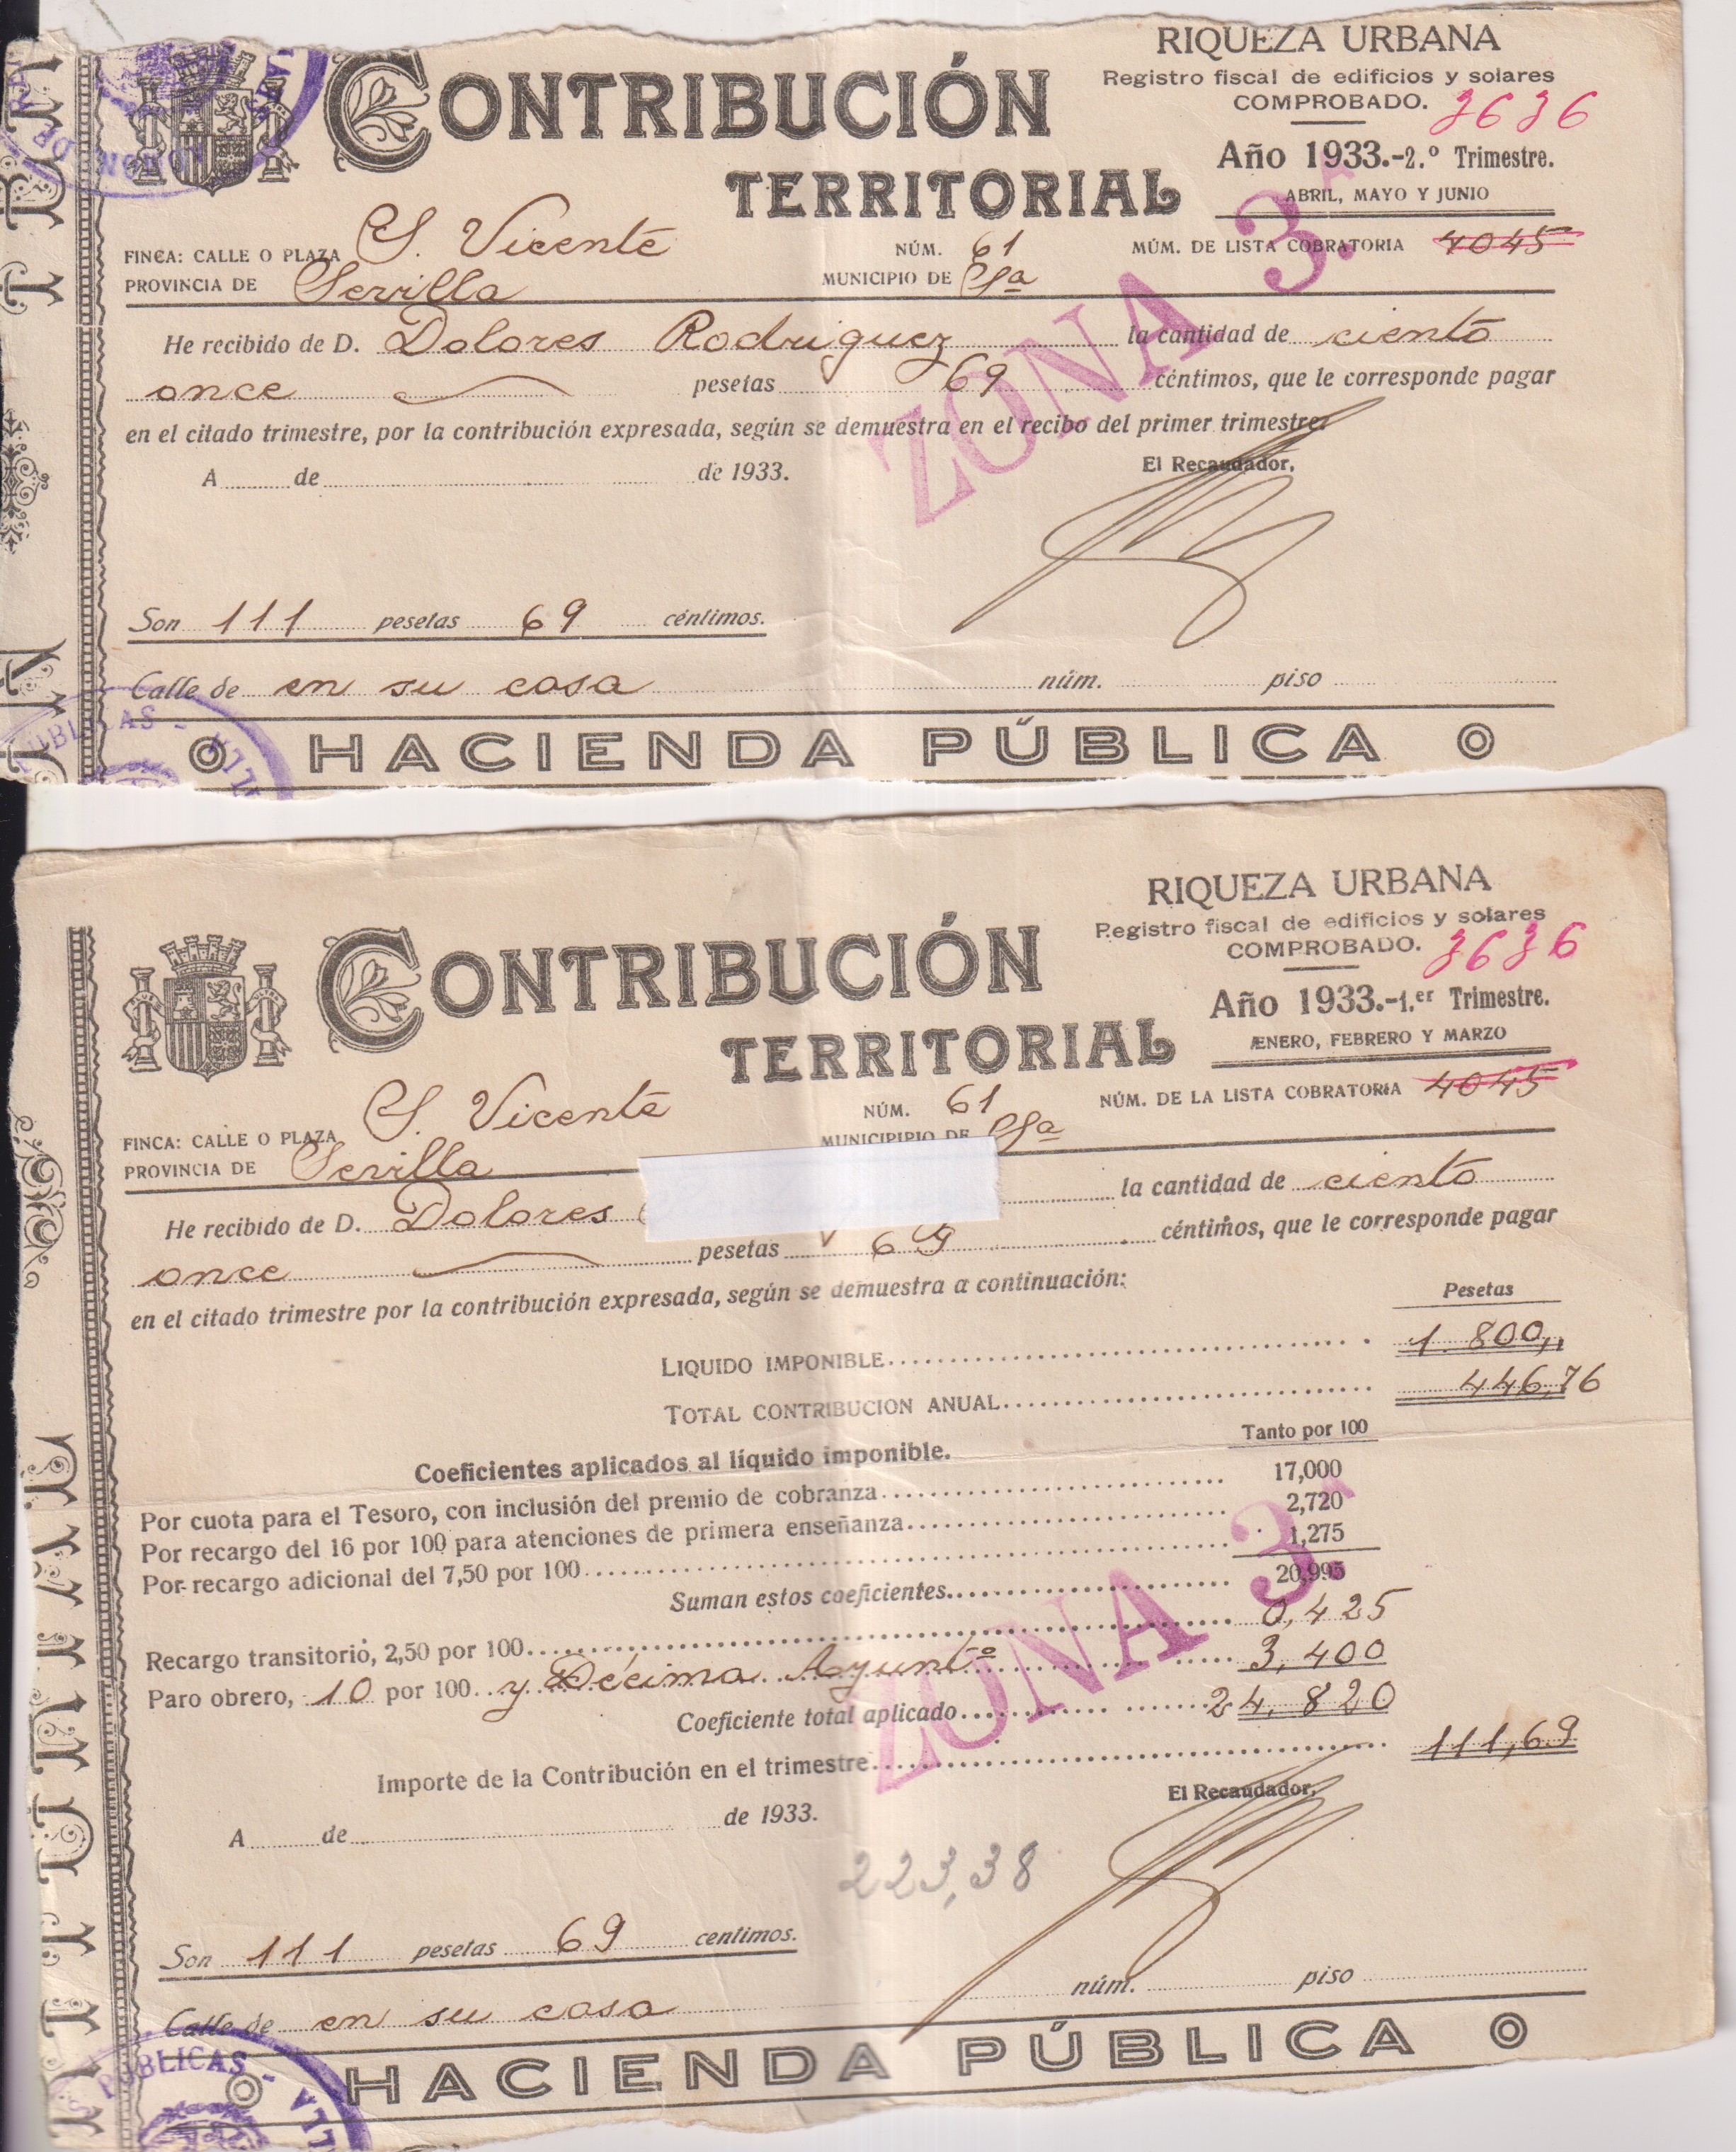 CONTRIBUCIÓN
TERRITORIAL
RIQUEZA URBANA
Registro fiscal de edificios y solares
COMPROBADO. 3636
Año 1933.-2.º Trimestre.
ABRIL, MAYO Y JUNIO
FINCA: CALLE O PLAZA S. Vicente NÚM. 61 MÚM. DE LISTA COBRATORIA 4045
PROVINCIA DE Sevilla MUNICIPIO DE Sª
He recibido de D. Dolores Rodriguez la cantidad de ciento
once pesetas 69 céntimos, que le corresponde pagar
en el citado trimestre, por la contribución expresada, según se demuestra en el recibo del primer trimestre.
A de de 1933. El Recaudador,
ZONA 3.ª
Son 111 pesetas 69 céntimos.
Calle de en su casa núm. piso
PUBLICAS -
O HACIENDA PÚBLICA O
CONTRIBUCIÓN
TERRITORIAL
RIQUEZA URBANA
Registro fiscal de edificios y solares
COMPROBADO. 3636
Año 1933.-1.er Trimestre.
ÆNERO, FEBRERO Y MARZO
FINCA: CALLE O PLAZA S. Vicente NÚM. 61 NÚM. DE LA LISTA COBRATORIA 4045
PROVINCIA DE Sevilla MUNICIPIPIO DE Sª
He recibido de D. Dolores la cantidad de ciento
once pesetas 69 céntimos, que le corresponde pagar
en el citado trimestre por la contribución expresada, según se demuestra a continuación:
Pesetas
LIQUIDO IMPONIBLE 1.800,,
TOTAL CONTRIBUCION ANUAL 446,76
Coeficientes aplicados al líquido imponible. Tanto por 100
Por cuota para el Tesoro, con inclusión del premio de cobranza 17,000
Por recargo del 16 por 100 para atenciones de primera enseñanza 2,720
Por recargo adicional del 7,50 por 100 1,275
Suman estos coeficientes 20,995
Recargo transitorió, 2,50 por 100 0,425
Paro obrero, 10 por 100 y Décima Ayuntº 3,400
Coeficiente total aplicado 24,820
Importe de la Contribución en el trimestre 111,69
A de de 1933. El Recaudador,
ZONA 3ª
223,38
Son 111 pesetas 69 centimos.
Calle de en su casa núm. piso
PUBLICAS -
O HACIENDA PÚBLICA O